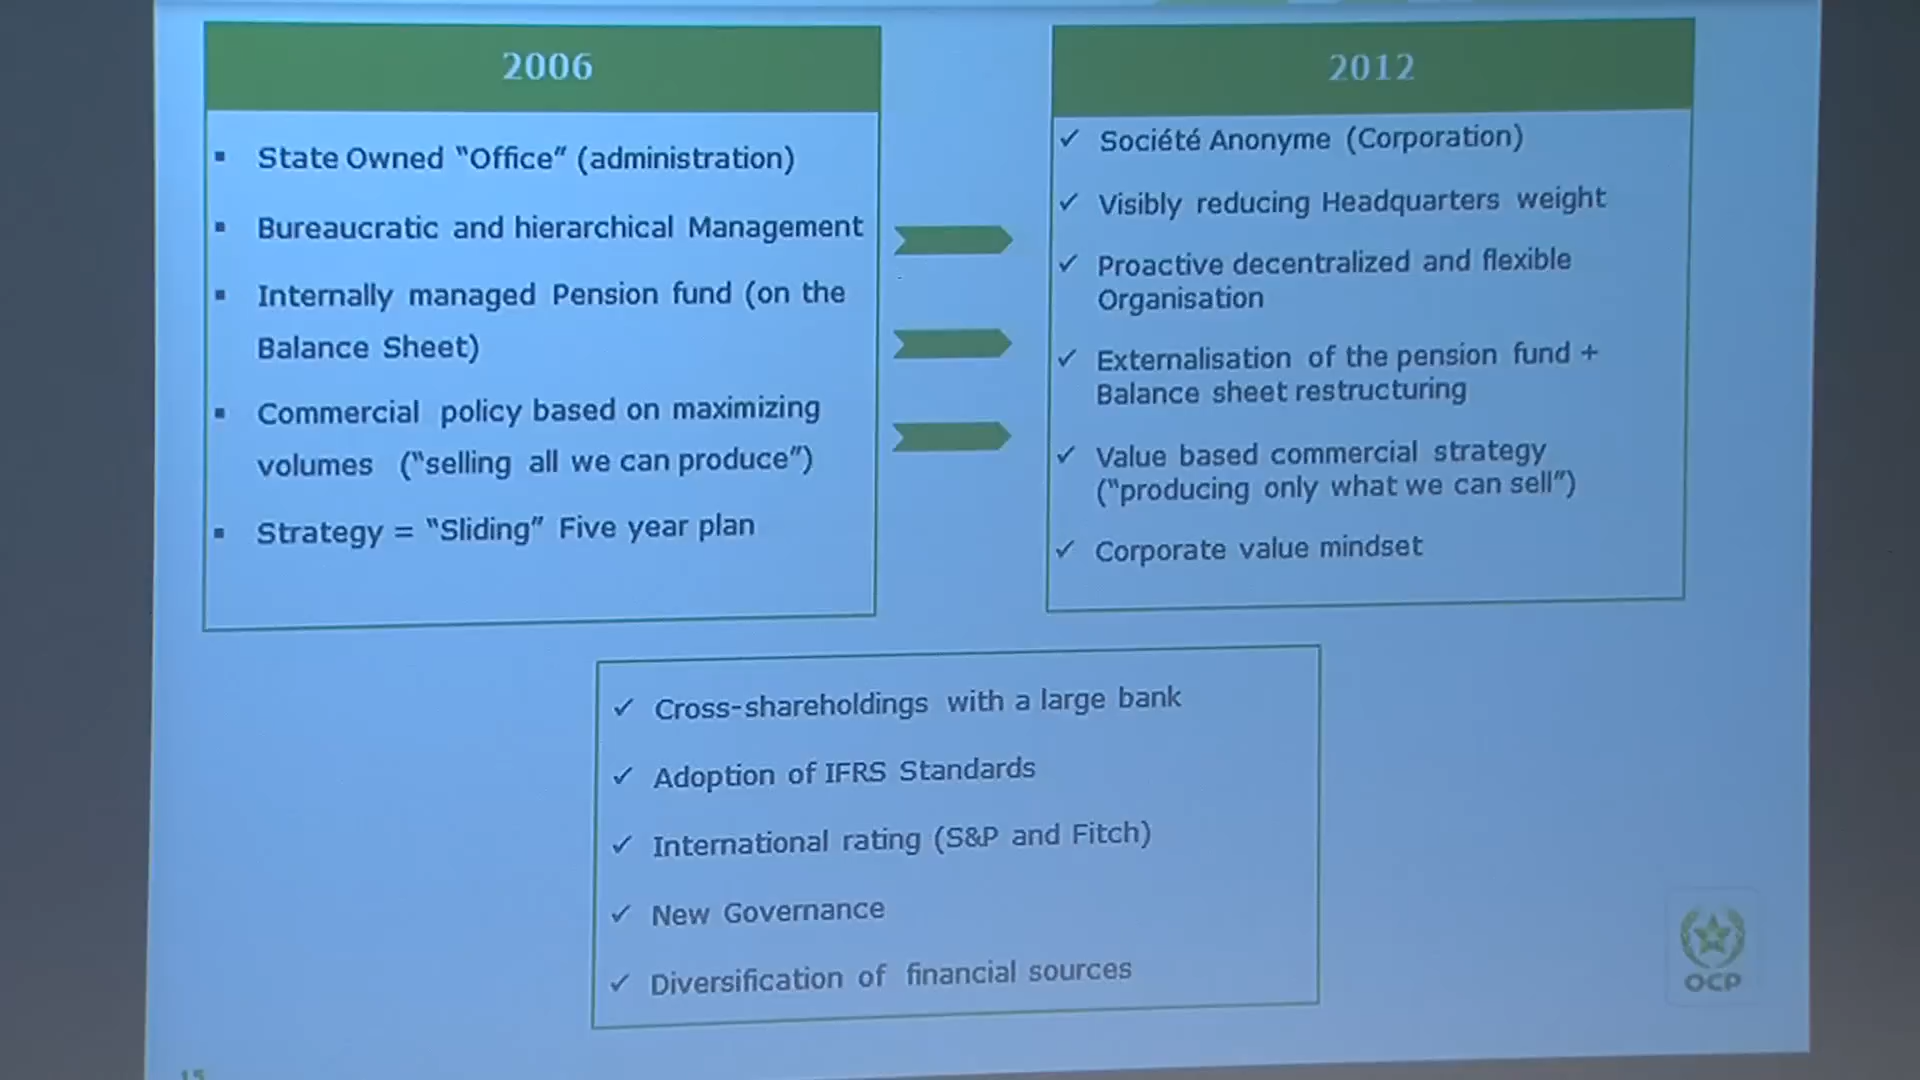 2006
State Owned “Office” (administration)
Bureaucratic and hierarchical Management
Internally managed Pension fund (on the
Balance Sheet)
Commercial policy based on maximizing
volumes (“selling all we can produce”)
Strategy = “Sliding” Five year plan
2012
✓ Société Anonyme (Corporation)
✓ Visibly reducing Headquarters weight
✓ Proactive decentralized and flexible
Organisation
✓ Externalisation of the pension fund +
Balance sheet restructuring
✓ Value based commercial strategy
(“producing only what we can sell”)
✓ Corporate value mindset
✓ Cross-shareholdings with a large bank
✓ Adoption of IFRS Standards
✓ International rating (S&P and Fitch)
✓ New Governance
✓ Diversification of financial sources
OCP
15